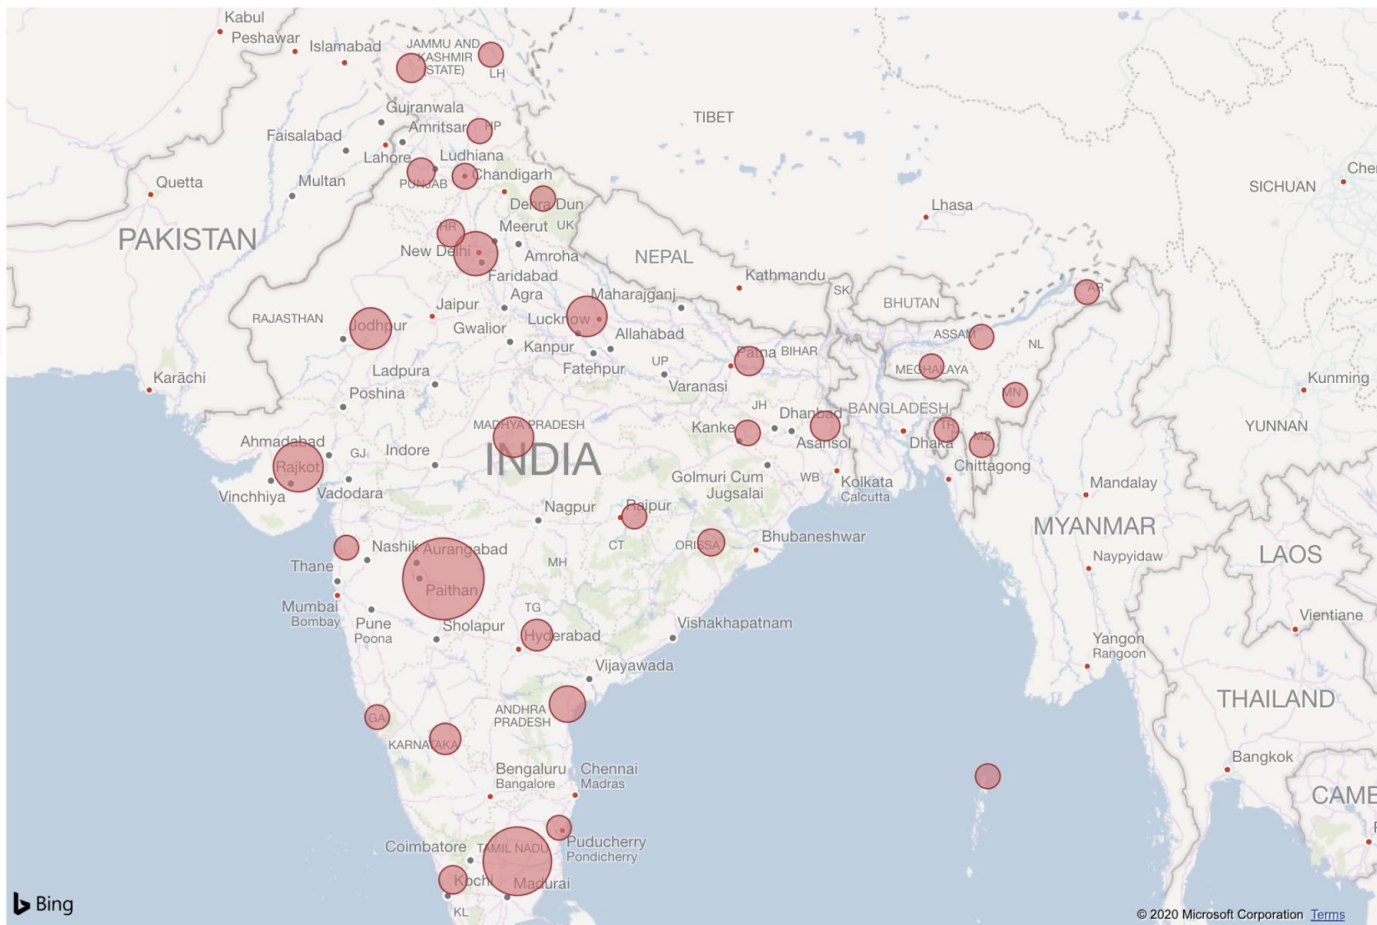 Kabul
Peshawar
Islamabad
JAMMU AND
KASHMIR
(STATE)
LH
Gujranwala
Amritsar
HP
Faisalabad
Lahore
Ludhiana
TIBET
Quetta
Multan
PUNJAB
Chandigarh
SICHUAN
Dehra Dun
Lhasa
PAKISTAN
HR
Meerut
UK
New Delhi
Amroha
NEPAL
Faridabad
Kathmandu
SK
BHUTAN
AR
RAJASTHAN
Jodhpur
Jaipur
Agra
Maharajganj
Gwalior
Lucknow
Allahabad
ASSAM
NL
Kanpur
Patna
BIHAR
Ladpura
Fatehpur
UP
Varanasi
MEGHALAYA
Karāchi
Kunming
Poshina
MN
JH
Dhanbad
BANGLADESH
MADHYA PRADESH
Kanke
Asansol
TR
MZ
YUNNAN
Ahmadabad
GJ
Indore
INDIA
Dhaka
Rajkot
Chittagong
Vinchhiya
Vadodara
Golmuri Cum
Jugsalai
WB
Kolkata
Calcutta
Mandalay
Nagpur
Raipur
MYANMAR
Bhubaneshwar
CT
ORISSA
LAOS
Nashik
Aurangabad
Naypyidaw
Thane
MH
Paithan
Mumbai
Bombay
TG
Pune
Poona
Sholapur
Hyderabad
Vishakhapatnam
Vientiane
Yangon
Rangoon
Vijayawada
THAILAND
GA
ANDHRA
PRADESH
KARNATAKA
Bangkok
Bengaluru
Bangalore
Chennai
Madras
Coimbatore
TAMIL NADU
Puducherry
Pondicherry
Kochi
Madurai
KL
Bing
© 2020 Microsoft Corporation Terms